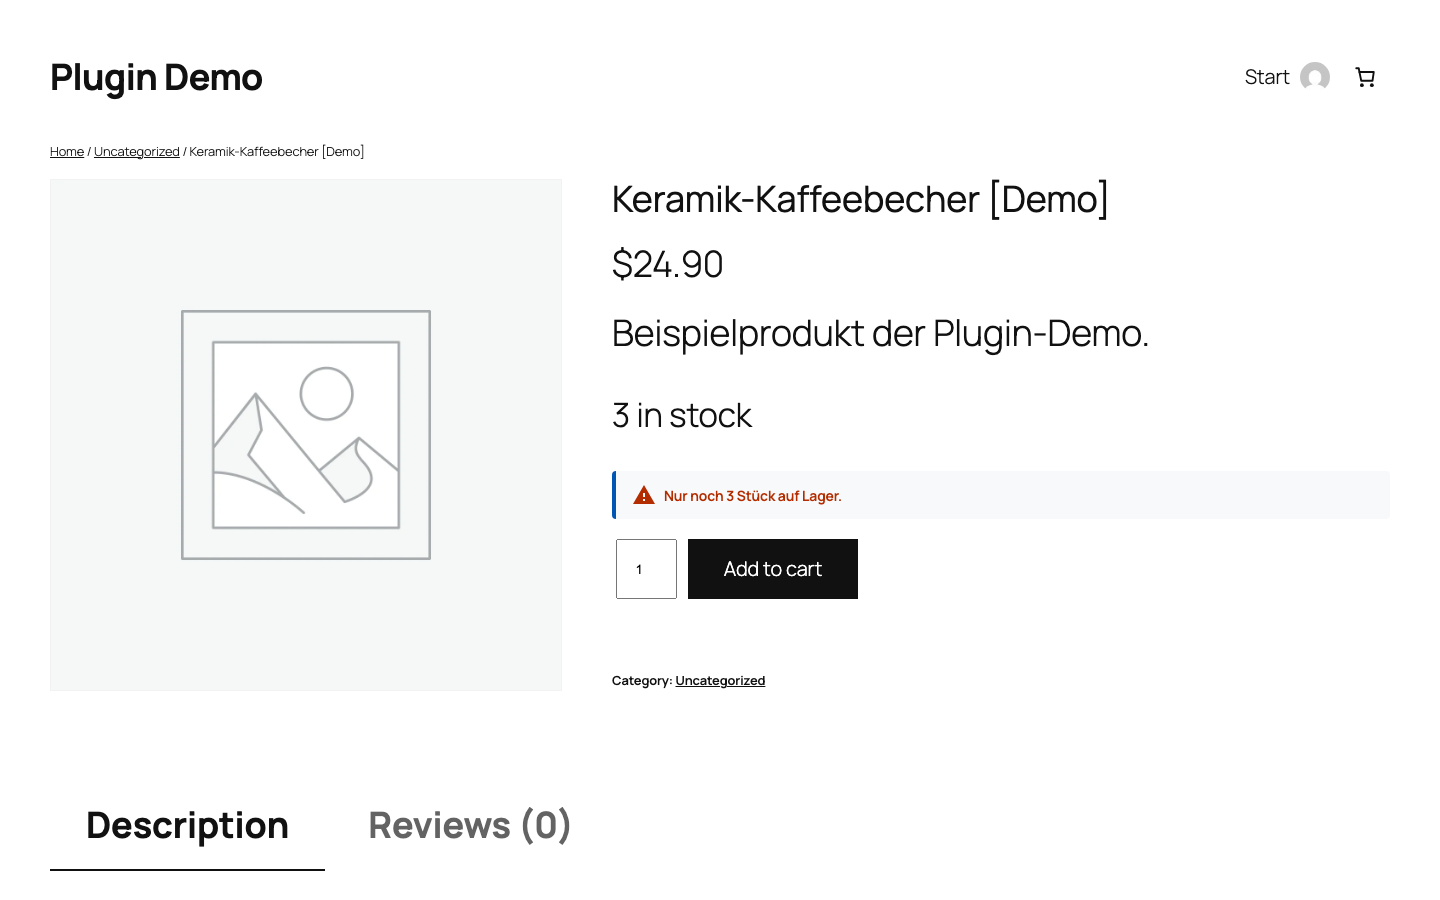 Plugin Demo
Start
Home / Uncategorized / Keramik-Kaffeebecher [Demo]
Keramik-Kaffeebecher [Demo]
$24.90
Beispielprodukt der Plugin-Demo.
3 in stock
Nur noch 3 Stück auf Lager.
1
Add to cart
Category: Uncategorized
Description
Reviews (0)